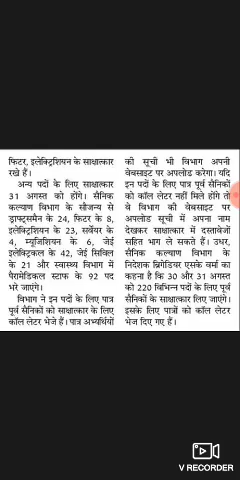 फिटर, इलेक्ट्रिशियन के साक्षात्कार
रखे हैं।
अन्य पदों के लिए साक्षात्कार
31 अगस्त को होंगे। सैनिक
कल्याण विभाग के सौजन्य से
ड्राफ्ट्समैन के 24, फिटर के 8,
इलेक्ट्रिशियन के 23, सर्वेयर के
4, म्यूजिशियन के 6, जेई
इलेक्ट्रिकल के 42, जेई सिविल
के 21 और स्वास्थ्य विभाग में
पैरामेडिकल स्टाफ के 92 पद
भरे जाएंगे।
विभाग ने इन पदों के लिए पात्र
पूर्व सैनिकों को साक्षात्कार के लिए
कॉल लेटर भेजे हैं। पात्र अभ्यर्थियों
की सूची भी विभाग अपनी
वेबसाइट पर अपलोड करेगा। यदि
इन पदों के लिए पात्र पूर्व सैनिकों
को कॉल लेटर नहीं मिले होंगे तो
वे विभाग की वेबसाइट पर
अपलोड सूची में अपना नाम
देखकर साक्षात्कार में दस्तावेजों
सहित भाग ले सकते हैं। उधर,
सैनिक कल्याण विभाग के
निदेशक ब्रिगेडियर एसके वर्मा का
कहना है कि 30 और 31 अगस्त
को 220 विभिन्न पदों के लिए पूर्व
सैनिकों के साक्षात्कार लिए जाएंगे।
इसके लिए पात्रों को कॉल लेटर
भेज दिए गए हैं।
V RECORDER